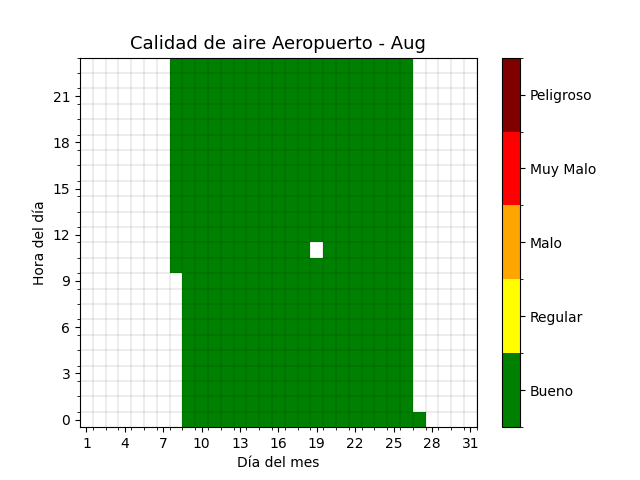 Calidad de aire Aeropuerto - Aug
Hora del día
21
18
15
12
9
6
3
0
1 4 7 10 13 16 19 22 25 28 31
Día del mes
Peligroso
Muy Malo
Malo
Regular
Bueno